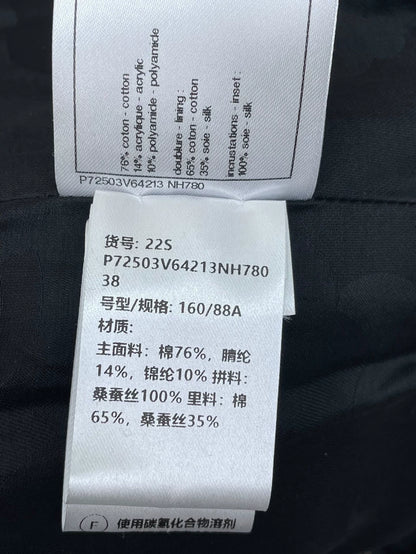 76% coton - cotton
14% acrylique - acrylic
10% polyamide - polyamide
doublure - lining :
65% coton - cotton
35% soie - silk
incrustations - inset :
100% soie - silk
P72503V64213 NH780
货号: 22S
P72503V64213NH780
38
号型/规格: 160/88A
材质:
主面料: 棉76%, 腈纶
14%, 锦纶10% 拼料:
桑蚕丝100% 里料: 棉
65%, 桑蚕丝35%
F 使用碳氢化合物溶剂